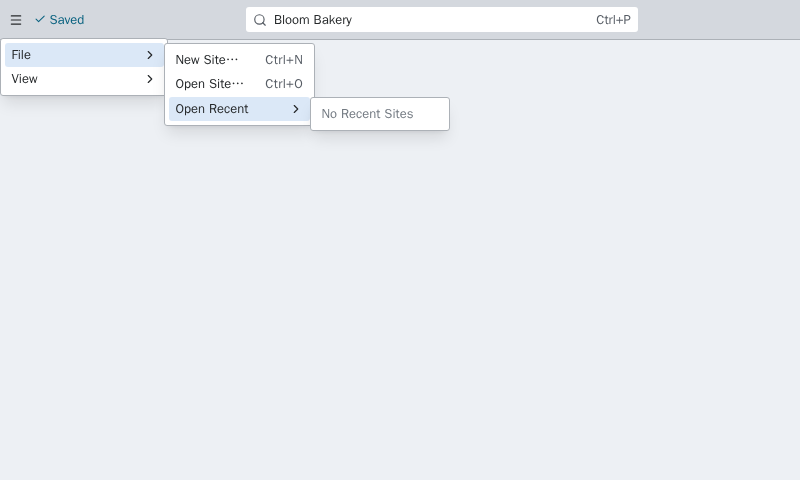 Saved
Bloom Bakery Ctrl+P
File
View
New Site⋯ Ctrl+N
Open Site⋯ Ctrl+O
Open Recent
No Recent Sites